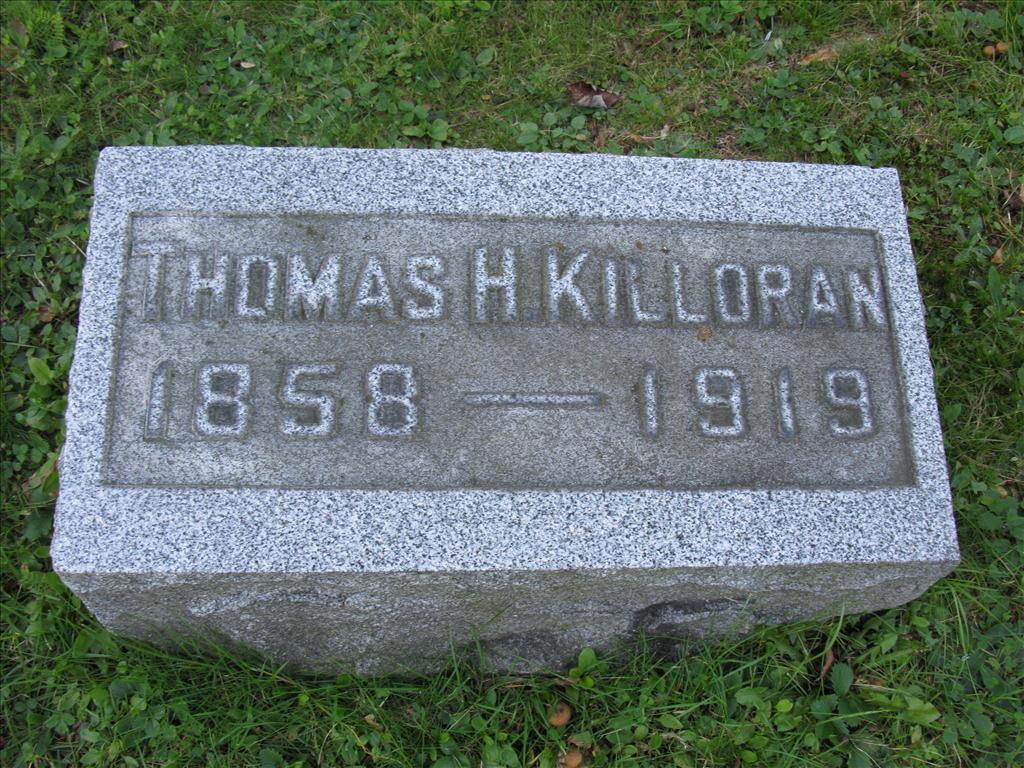 THOMAS H. KILLORAN
1858 — 1919